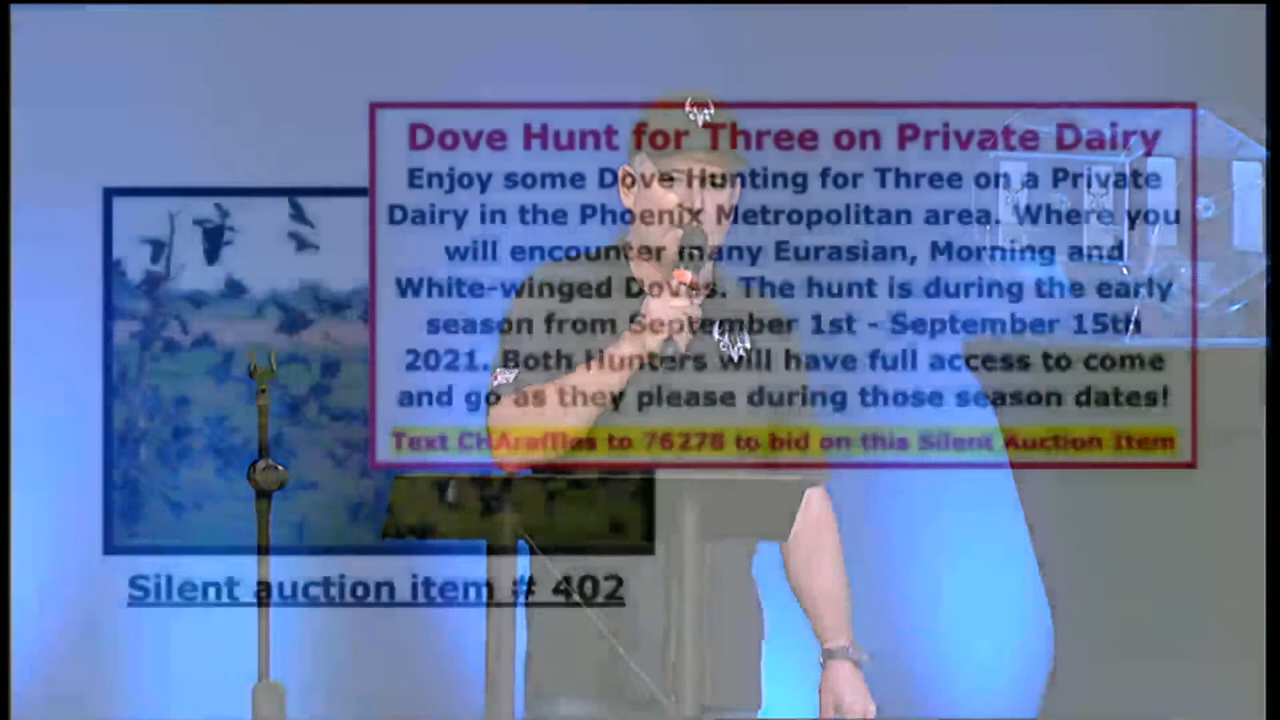 Dove Hunt for Three on Private Dairy
Enjoy some Dove Hunting for Three on a Private
Dairy in the Phoenix Metropolitan area. Where you
will encounter many Eurasian, Morning and
White-winged Doves. The hunt is during the early
season from September 1st - September 15th
2021. Both Hunters will have full access to come
and go as they please during those season dates!
Text ChAraffles to 76278 to bid on this Silent Auction Item
Silent auction item # 402